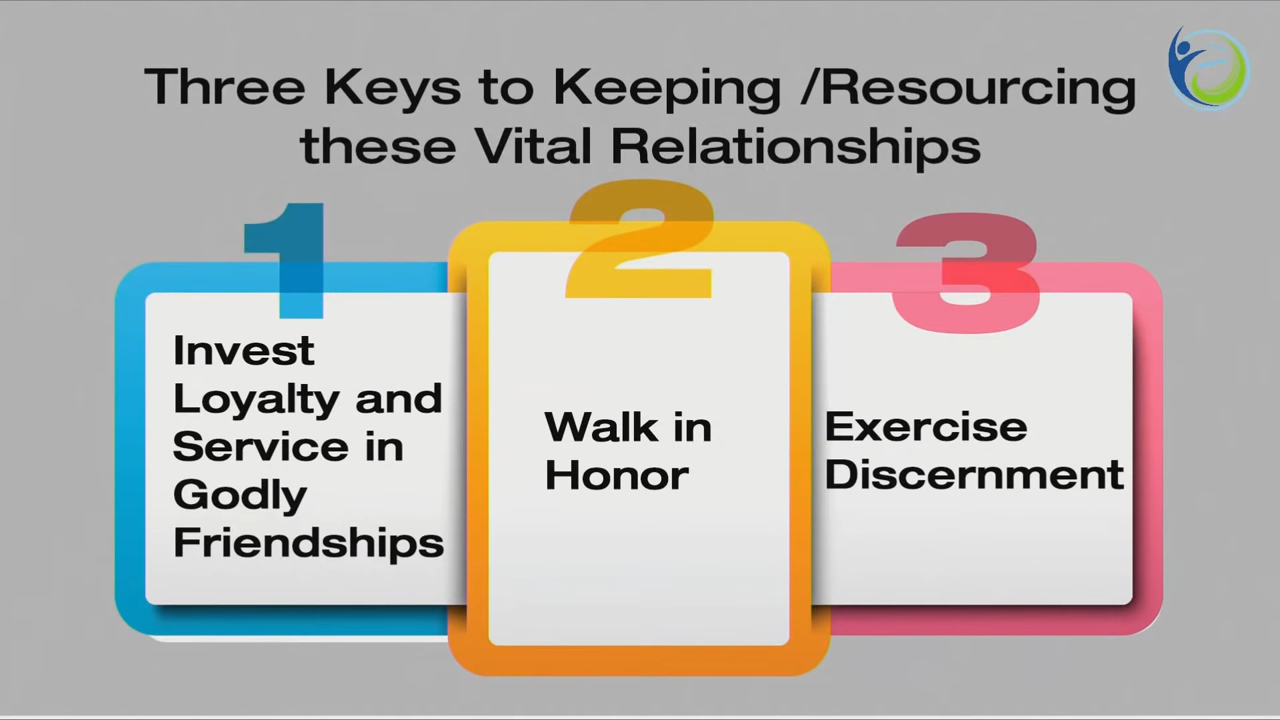 Three Keys to Keeping /Resourcing
these Vital Relationships
1
Invest
Loyalty and
Service in
Godly
Friendships
2
Walk in
Honor
3
Exercise
Discernment